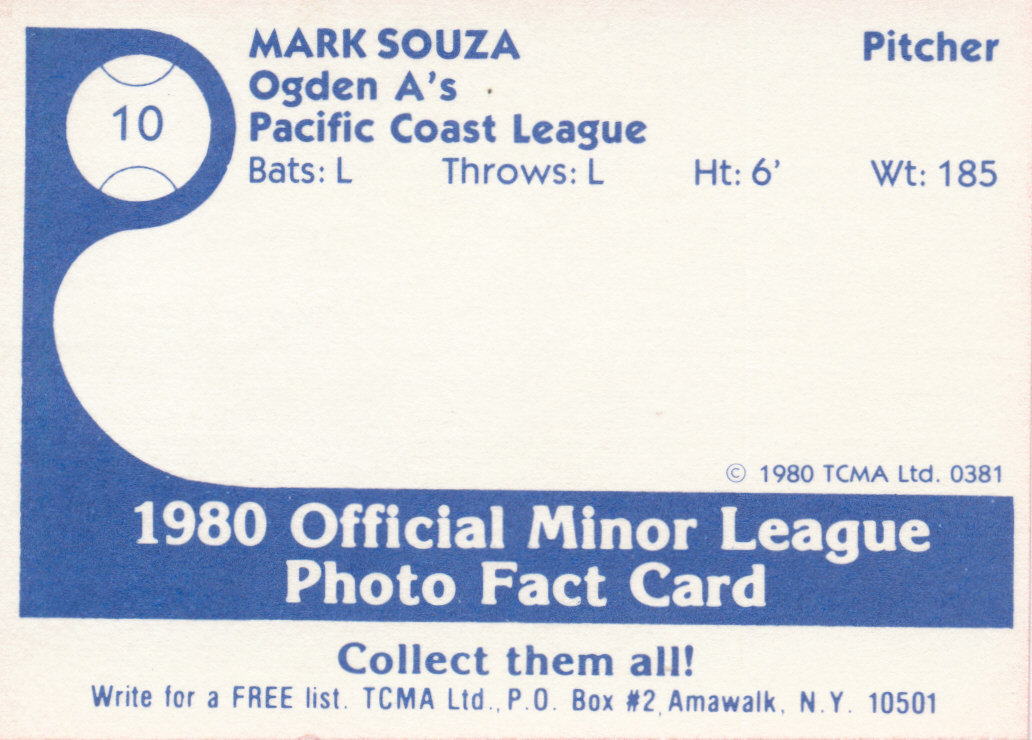 10
MARK SOUZA
Pitcher
Ogden A's
Pacific Coast League
Bats: L Throws: L Ht: 6' Wt: 185
© 1980 TCMA Ltd. 0381
1980 Official Minor League
Photo Fact Card
Collect them all!
Write for a FREE list. TCMA Ltd., P.O. Box #2, Amawalk, N.Y. 10501